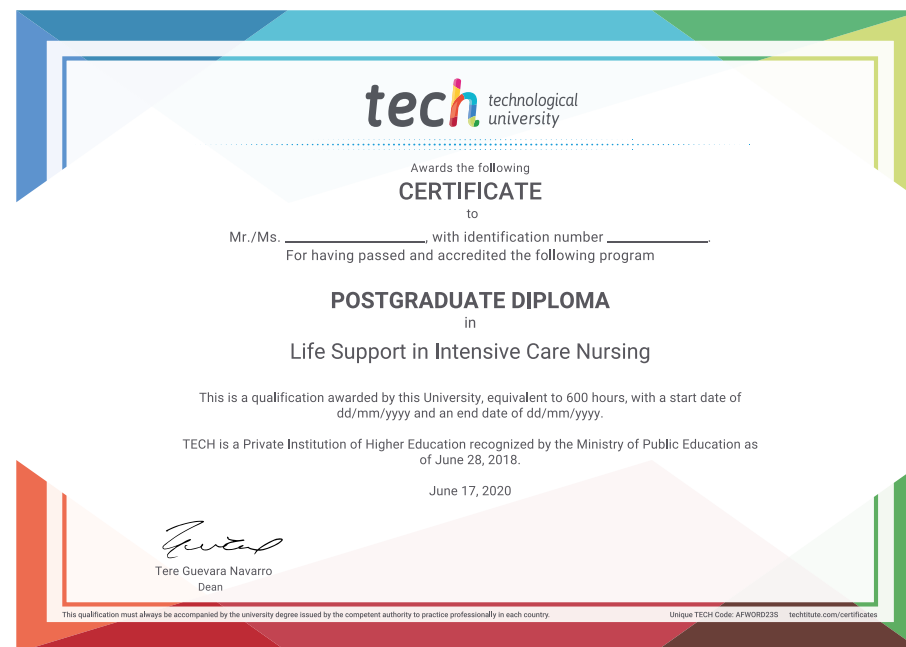 tech technological
university
Awards the following
CERTIFICATE
to
Mr./Ms. ____________________, with identification number ______________.
For having passed and accredited the following program
POSTGRADUATE DIPLOMA
in
Life Support in Intensive Care Nursing
This is a qualification awarded by this University, equivalent to 600 hours, with a start date of
dd/mm/yyyy and an end date of dd/mm/yyyy.
TECH is a Private Institution of Higher Education recognized by the Ministry of Public Education as
of June 28, 2018.
June 17, 2020
Tere Guevara Navarro
Dean
This qualification must always be accompanied by the university degree issued by the competent authority to practice professionally in each country. Unique TECH Code: AFWORD23S techtitute.com/certificates